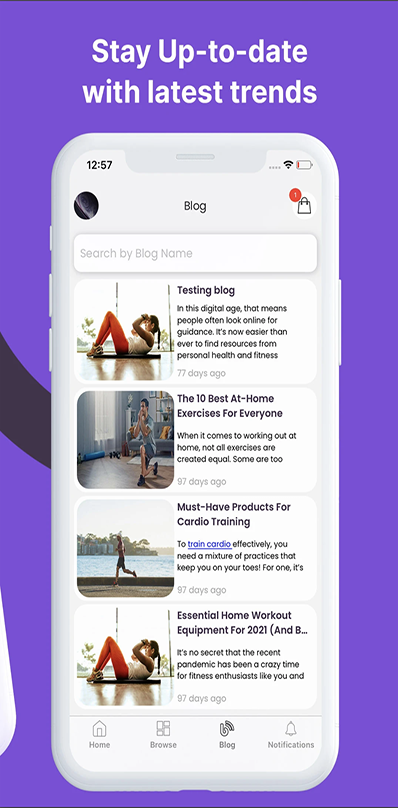 Stay Up-to-date
with latest trends
12:57
1
Blog
Search by Blog Name
Testing blog
In this digital age, that means
people often look online for
guidance. It's now easier than
ever to find resources from
personal health and fitness
77 days ago
The 10 Best At-Home
Exercises For Everyone
When it comes to working out at
home, not all exercises are
created equal. Some are too
97 days ago
Must-Have Products For
Cardio Training
To train cardio effectively, you
need a mixture of practices that
keep you on your toes! For one, it's
97 days ago
Essential Home Workout
Equipment For 2021 (And B...
It's no secret that the recent
pandemic has been a crazy time
for fitness enthusiasts like you and
97 days ago
Home
Browse
Blog
Notifications